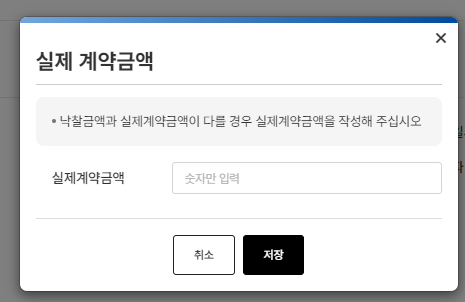 실제 계약금액
• 낙찰금액과 실제계약금액이 다를 경우 실제계약금액을 작성해 주십시오
실제계약금액
숫자만 입력
취소
저장